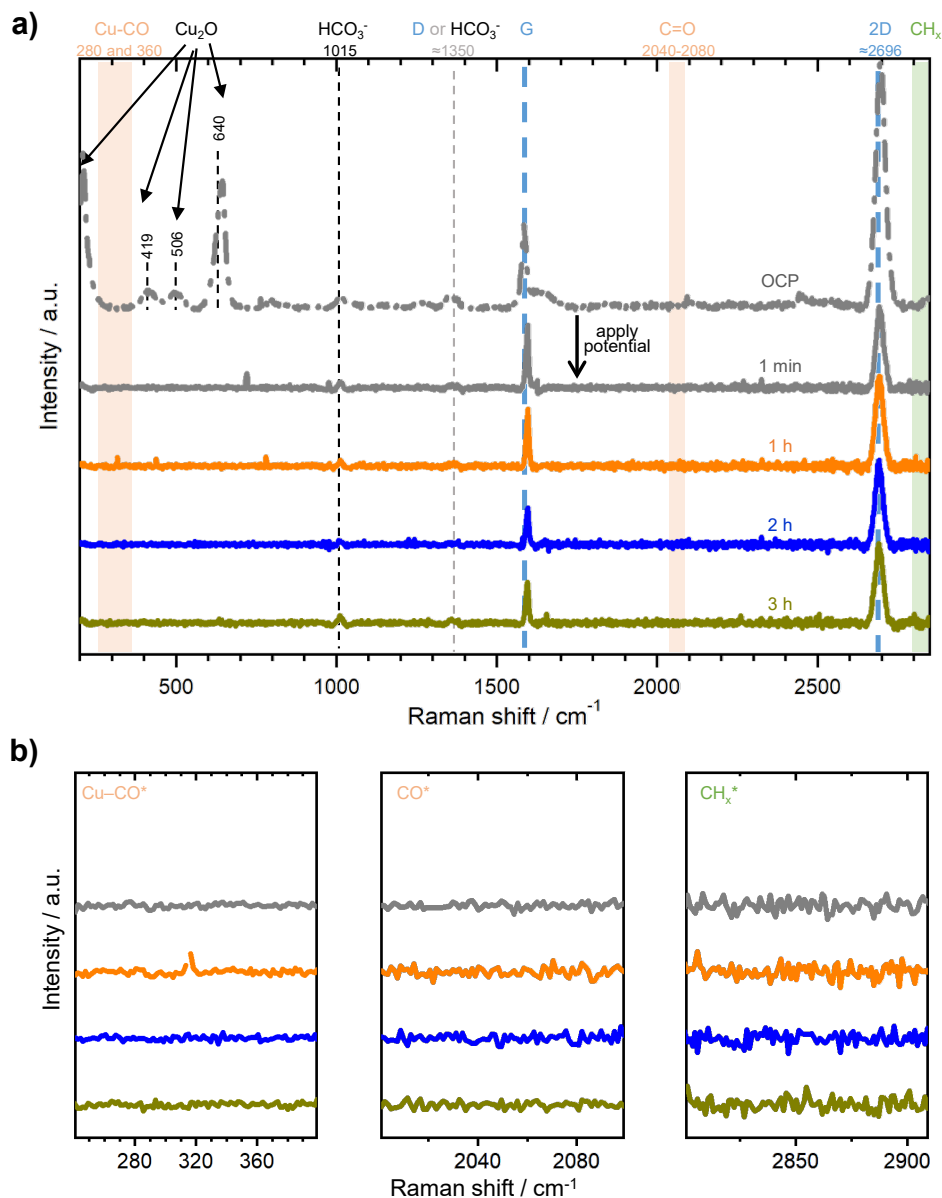 a)
Cu-CO Cu₂O HCO₃⁻ D or HCO₃⁻ G C=O 2D CHₓ
280 and 360 1015 ≈1350 2040-2080 ≈2696
640
419
506
OCP
apply
potential
1 min
1 h
2 h
3 h
Intensity / a.u.
500 1000 1500 2000 2500
Raman shift / cm⁻¹
b)
Cu–CO* CO* CHₓ*
Intensity / a.u.
280 320 360 2040 2080 2850 2900
Raman shift / cm⁻¹